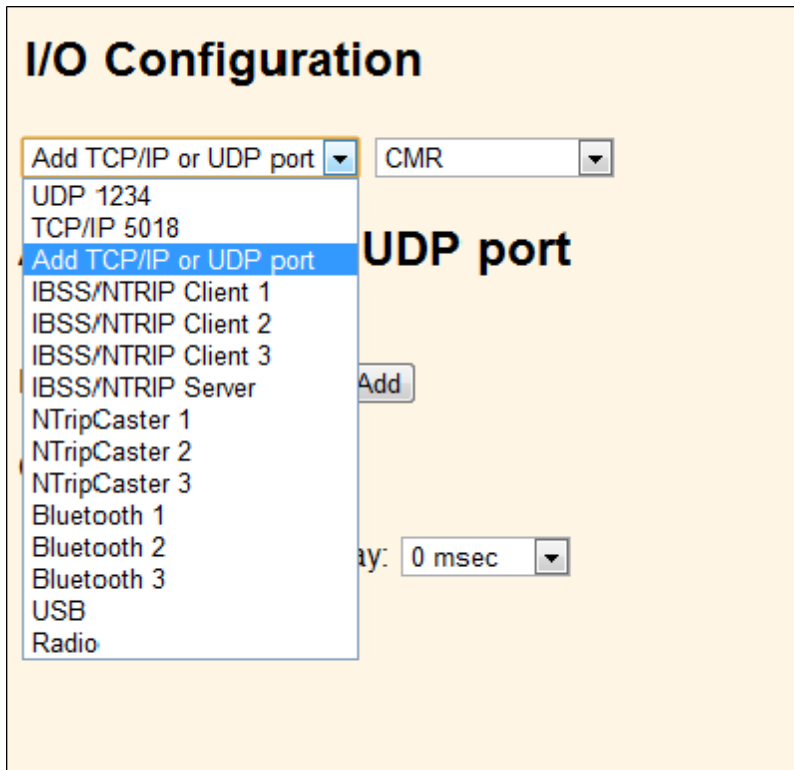 I/O Configuration
Add TCP/IP or UDP port CMR
UDP 1234
TCP/IP 5018
Add TCP/IP or UDP port UDP port
IBSS/NTRIP Client 1
IBSS/NTRIP Client 2
IBSS/NTRIP Client 3
IBSS/NTRIP Server Add
NTripCaster 1
NTripCaster 2
NTripCaster 3
Bluetooth 1
Bluetooth 2 ay: 0 msec
Bluetooth 3
USB
Radio